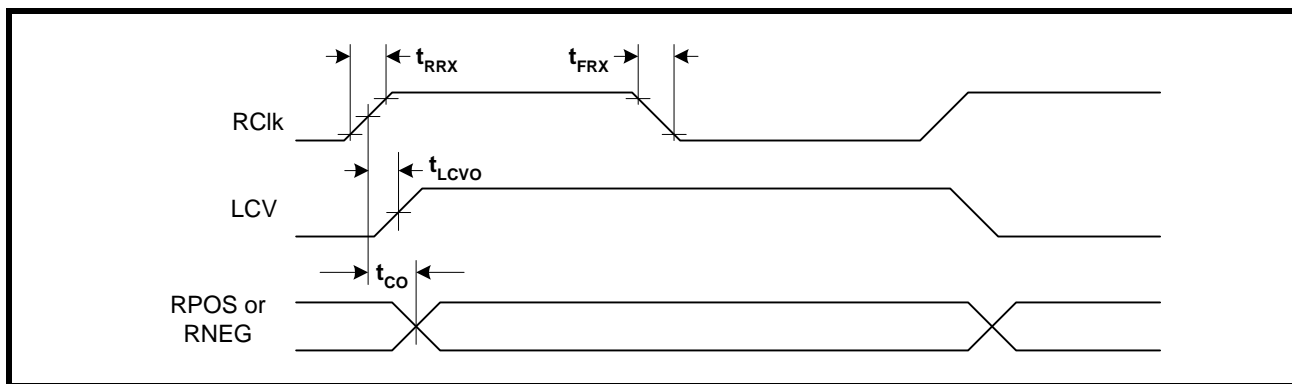 tRRX
tFRX
RClk
tLCVO
LCV
tCO
RPOS or
RNEG